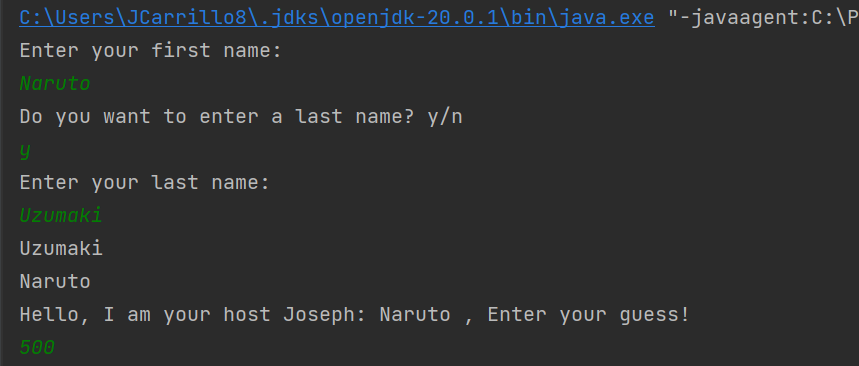 C:\Users\JCarrillo8\.jdks\openjdk-20.0.1\bin\java.exe "-javaagent:C:\P
Enter your first name:
Naruto
Do you want to enter a last name? y/n
y
Enter your last name:
Uzumaki
Uzumaki
Naruto
Hello, I am your host Joseph: Naruto , Enter your guess!
500